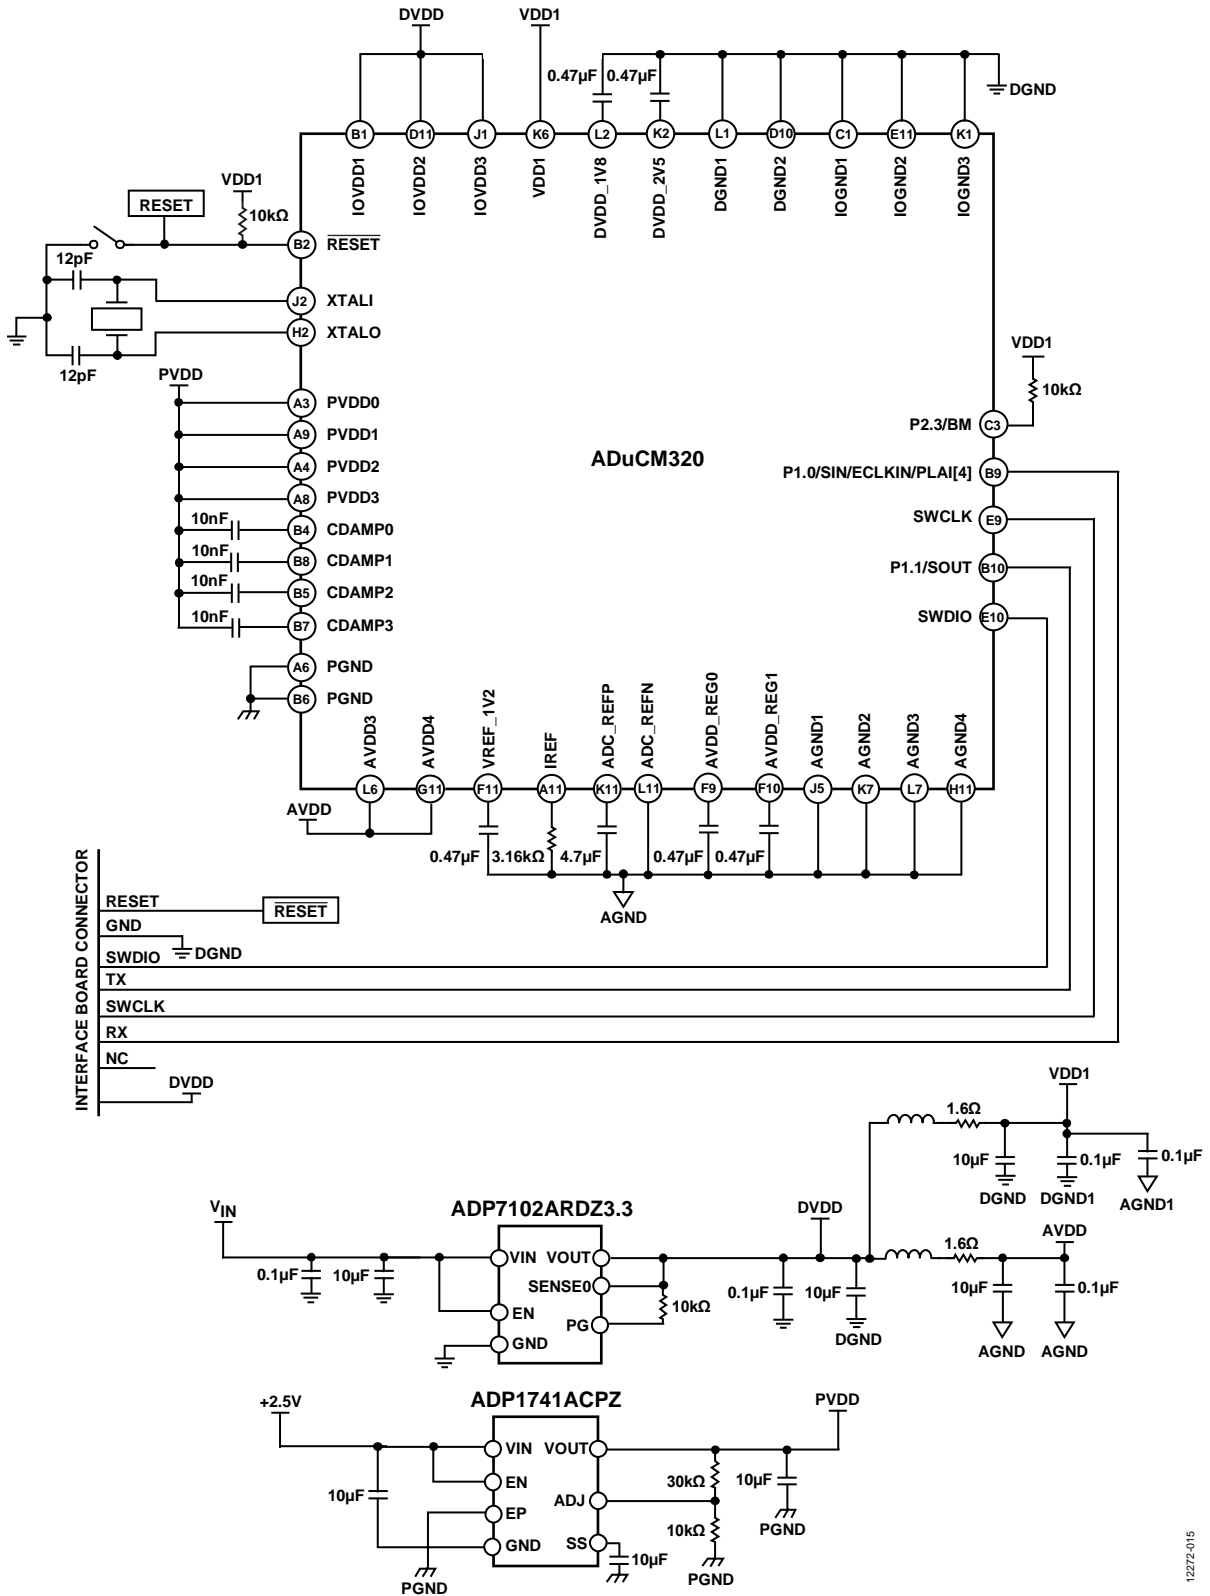 DVDD
VDD1
0.47µF
0.47µF
DGND
B1
D11
J1
K6
L2
K2
L1
D10
C1
E11
K1
IOVDD1
IOVDD2
IOVDD3
VDD1
DVDD_1V8
DVDD_2V5
DGND1
DGND2
IOGND1
IOGND2
IOGND3
VDD1
RESET
10kΩ
B2
RESET
12pF
J2
XTALI
H2
XTALO
12pF
PVDD
A3
PVDD0
A9
PVDD1
A4
PVDD2
A8
PVDD3
10nF
B4
CDAMP0
10nF
B8
CDAMP1
10nF
B5
CDAMP2
10nF
B7
CDAMP3
A6
PGND
B6
PGND
ADuCM320
VDD1
10kΩ
P2.3/BM
C3
P1.0/SIN/ECLKIN/PLAI[4]
B9
SWCLK
E9
P1.1/SOUT
B10
SWDIO
E10
AVDD3
AVDD4
VREF_1V2
IREF
ADC_REFP
ADC_REFN
AVDD_REG0
AVDD_REG1
AGND1
AGND2
AGND3
AGND4
L6
G11
F11
A11
K11
L11
F9
F10
J5
K7
L7
H11
AVDD
0.47µF
3.16kΩ
4.7µF
0.47µF
0.47µF
AGND
INTERFACE BOARD CONNECTOR
RESET
RESET
GND
DGND
SWDIO
TX
SWCLK
RX
NC
DVDD
VDD1
1.6Ω
10µF
0.1µF
0.1µF
DGND
DGND1
AGND1
ADP7102ARDZ3.3
VIN
VIN
VOUT
SENSE0
EN
PG
GND
0.1µF
10µF
10kΩ
DVDD
0.1µF
10µF
DGND
1.6Ω
AVDD
10µF
0.1µF
AGND
AGND
ADP1741ACPZ
+2.5V
VIN
VOUT
EN
ADJ
EP
GND
SS
10µF
PGND
10µF
30kΩ
10kΩ
PGND
10µF
PGND
PVDD
12272-015